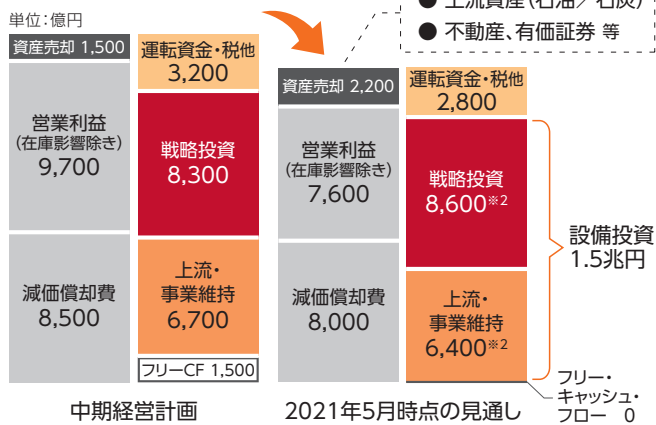 単位:億円
● 上流資産(石油/石炭)
● 不動産、有価証券 等
資産売却 1,500
営業利益
(在庫影響除き)
9,700
減価償却費
8,500
運転資金・税他
3,200
戦略投資
8,300
上流・
事業維持
6,700
フリーCF 1,500
中期経営計画
資産売却 2,200
営業利益
(在庫影響除き)
7,600
減価償却費
8,000
運転資金・税他
2,800
戦略投資
8,600※2
上流・
事業維持
6,400※2
2021年5月時点の見通し
設備投資
1.5兆円
フリー・
キャッシュ・
フロー 0